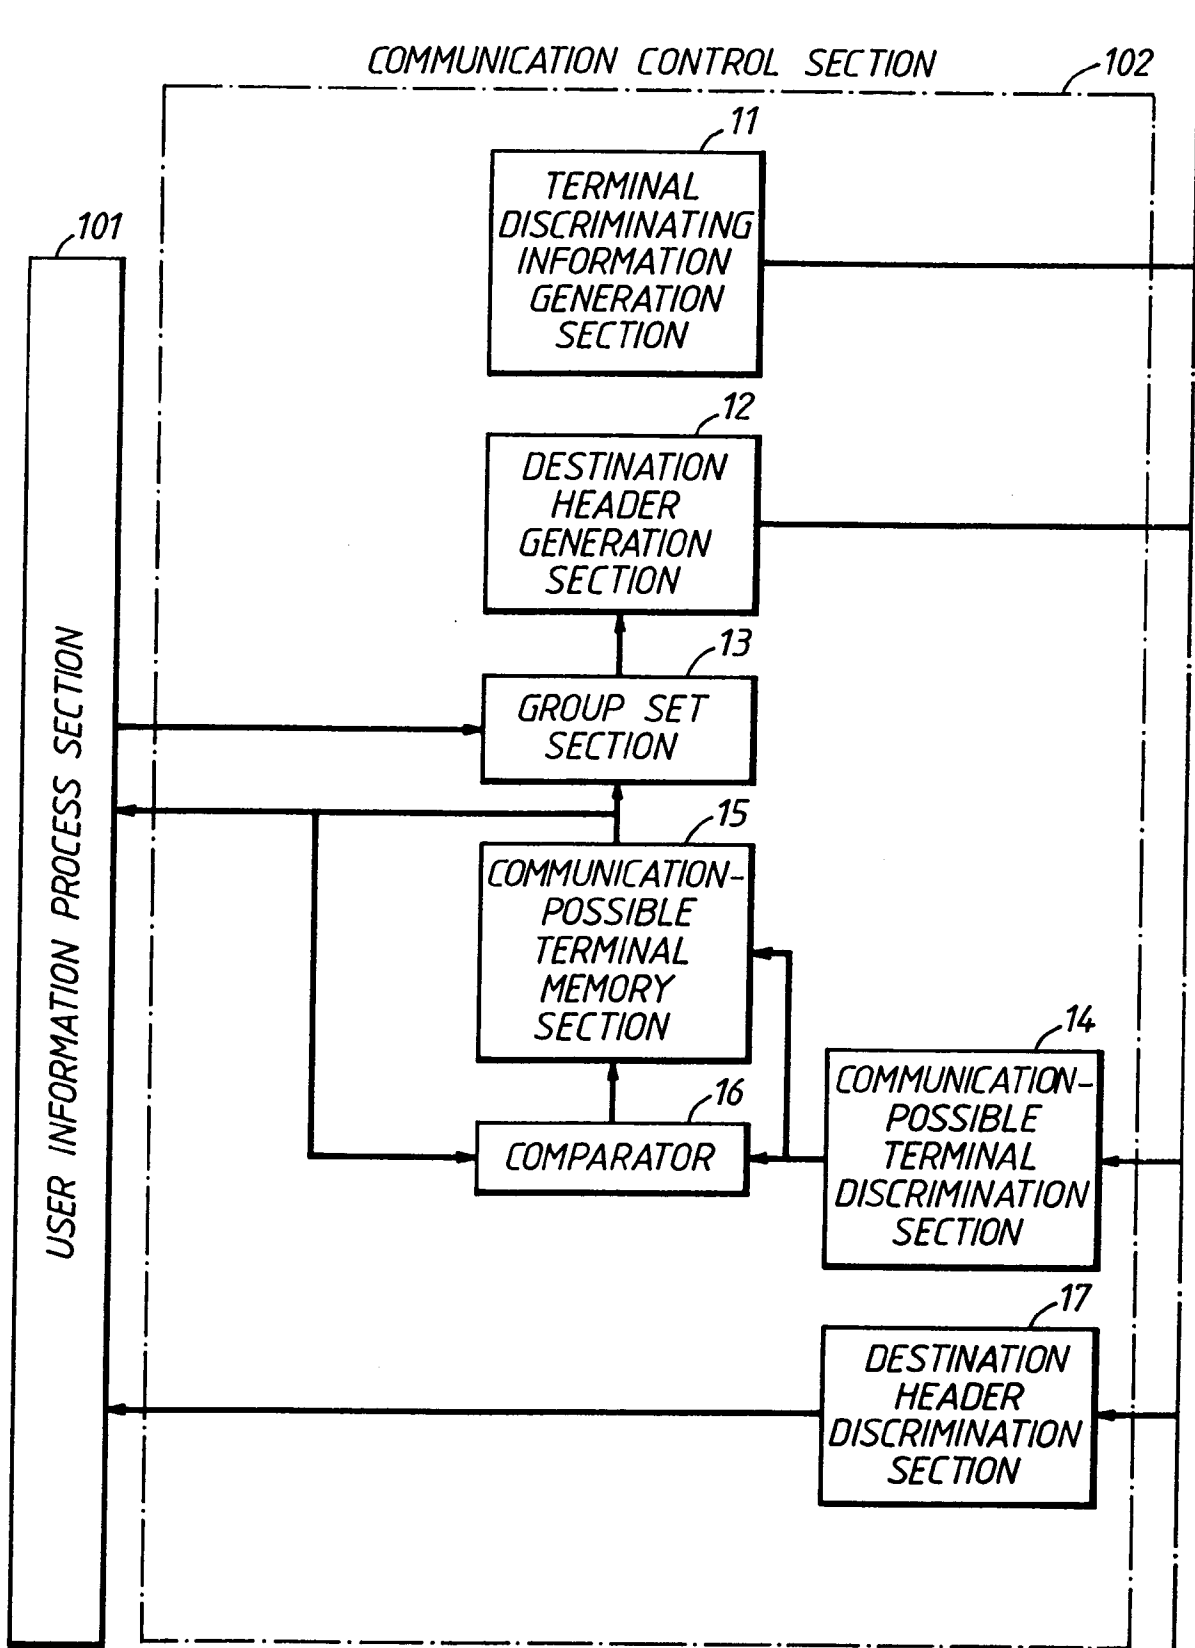 COMMUNICATION CONTROL SECTION
102
11
TERMINAL
DISCRIMINATING
INFORMATION
GENERATION
SECTION
101
12
DESTINATION
HEADER
GENERATION
SECTION
13
GROUP SET
SECTION
USER INFORMATION PROCESS SECTION
15
COMMUNICATION-
POSSIBLE
TERMINAL
MEMORY
SECTION
14
COMMUNICATION-
POSSIBLE
TERMINAL
DISCRIMINATION
SECTION
16
COMPARATOR
17
DESTINATION
HEADER
DISCRIMINATION
SECTION